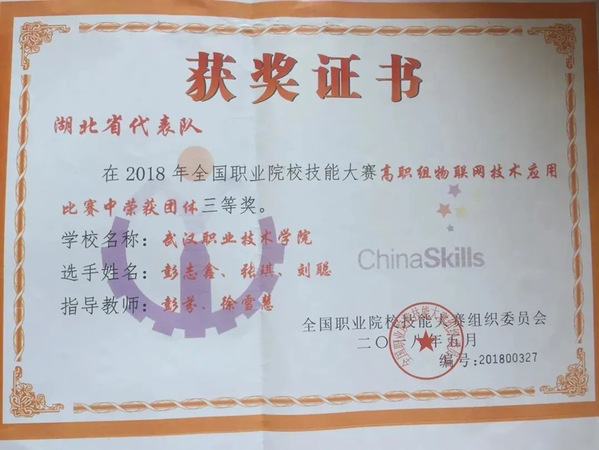 获奖证书
湖北省代表队
在2018年全国职业院校技能大赛高职组物联网技术应用
比赛中荣获团体三等奖。
学校名称：武汉职业技术学院
选手姓名：彭志鑫、张琪、刘聪
指导教师：彭芬、徐雪慧
ChinaSkills
全国职业院校技能大赛组织委员会
二〇一八年五月
编号:201800327